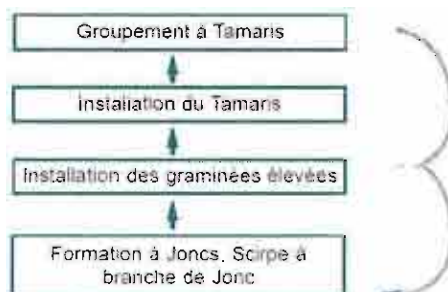 Groupement à Tamaris
Installation du Tamaris
Installation des graminées élevées
Formation à Joncs, Scirpe à
branche de Jonc